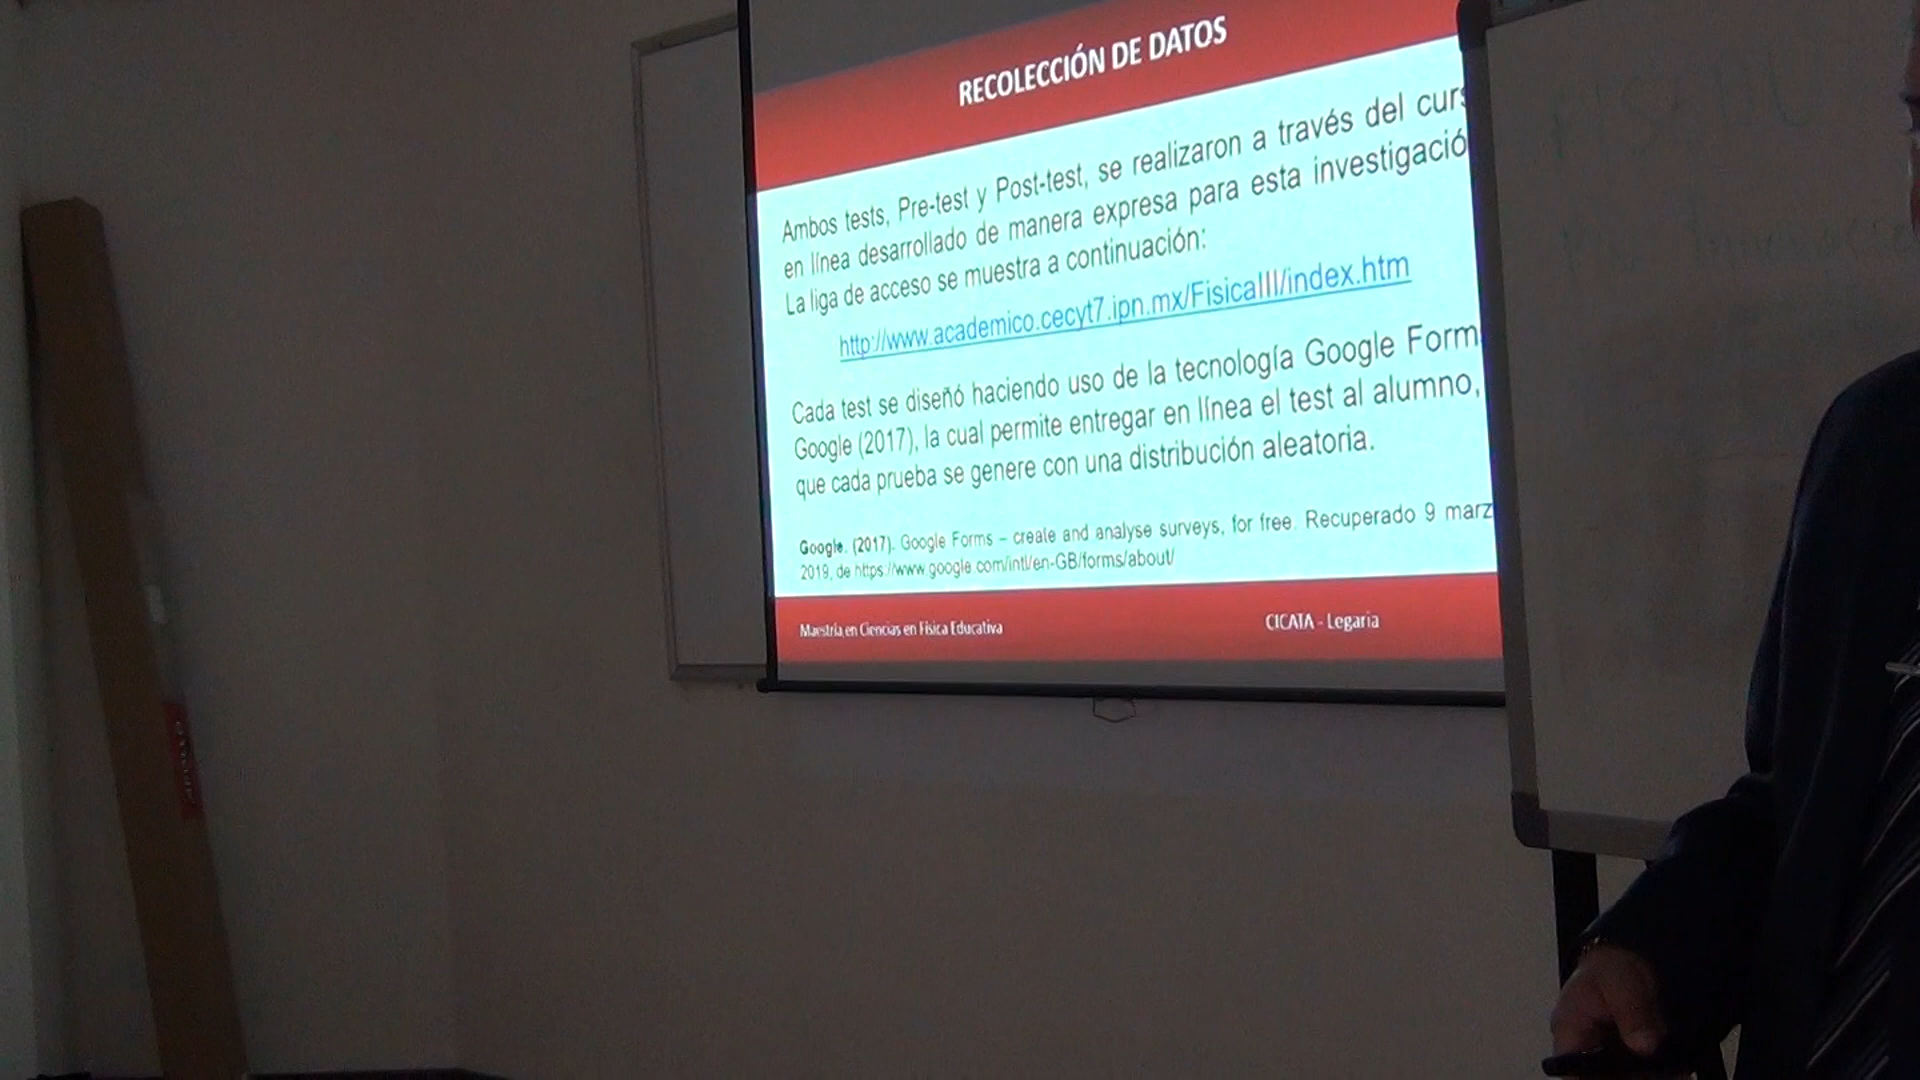 RECOLECCIÓN DE DATOS
Ambos tests, Pre-test y Post-test, se realizaron a través del curs
en línea desarrollado de manera expresa para esta investigació
La liga de acceso se muestra a continuación:
http://www.academico.cecyt7.ipn.mx/FisicaIII/index.htm
Cada test se diseñó haciendo uso de la tecnología Google Form
Google (2017), la cual permite entregar en línea el test al alumno,
que cada prueba se genere con una distribución aleatoria.
Google. (2017). Google Forms – create and analyse surveys, for free. Recuperado 9 marz
2019, de https://www.google.com/intl/en-GB/forms/about/
Maestría en Ciencias en Física Educativa
CICATA - Legaria